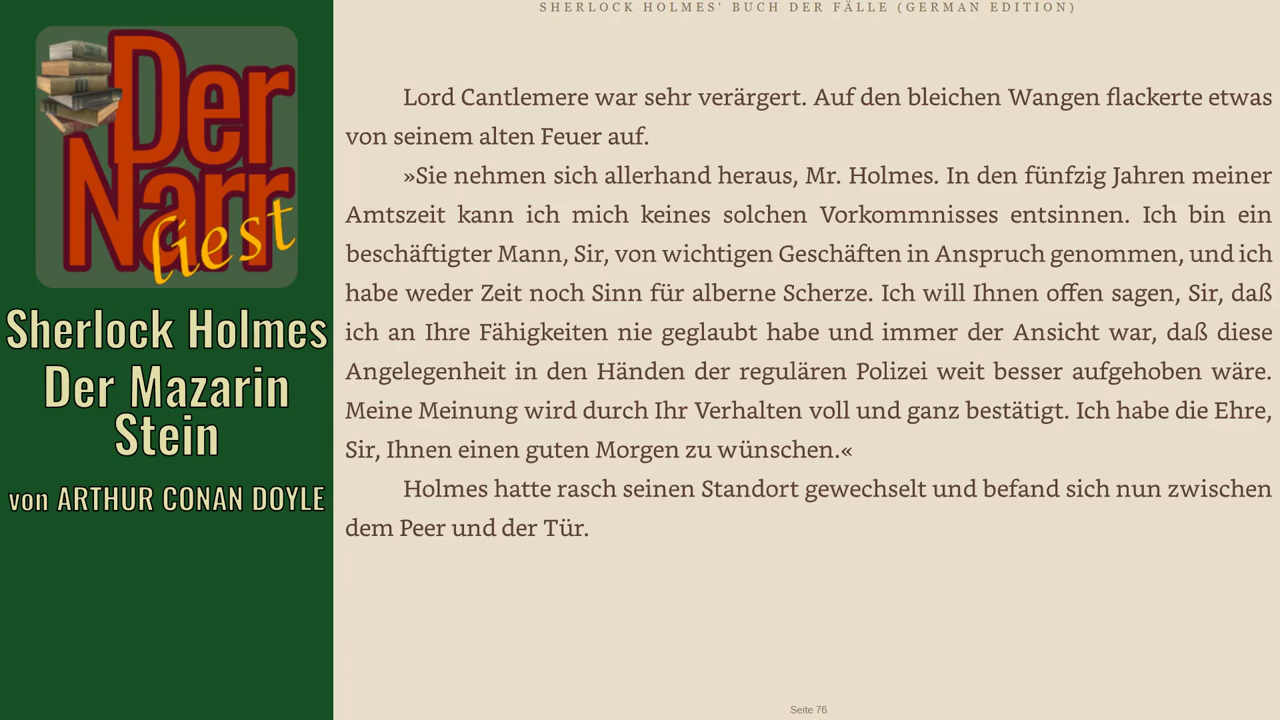 Der
Narr
liest
Sherlock Holmes
Der Mazarin
Stein
von ARTHUR CONAN DOYLE
SHERLOCK HOLMES' BUCH DER FÄLLE (GERMAN EDITION)
Lord Cantlemere war sehr verärgert. Auf den bleichen Wangen flackerte etwas
von seinem alten Feuer auf.
»Sie nehmen sich allerhand heraus, Mr. Holmes. In den fünfzig Jahren meiner
Amtszeit kann ich mich keines solchen Vorkommnisses entsinnen. Ich bin ein
beschäftigter Mann, Sir, von wichtigen Geschäften in Anspruch genommen, und ich
habe weder Zeit noch Sinn für alberne Scherze. Ich will Ihnen offen sagen, Sir, daß
ich an Ihre Fähigkeiten nie geglaubt habe und immer der Ansicht war, daß diese
Angelegenheit in den Händen der regulären Polizei weit besser aufgehoben wäre.
Meine Meinung wird durch Ihr Verhalten voll und ganz bestätigt. Ich habe die Ehre,
Sir, Ihnen einen guten Morgen zu wünschen.«
Holmes hatte rasch seinen Standort gewechselt und befand sich nun zwischen
dem Peer und der Tür.
Seite 76